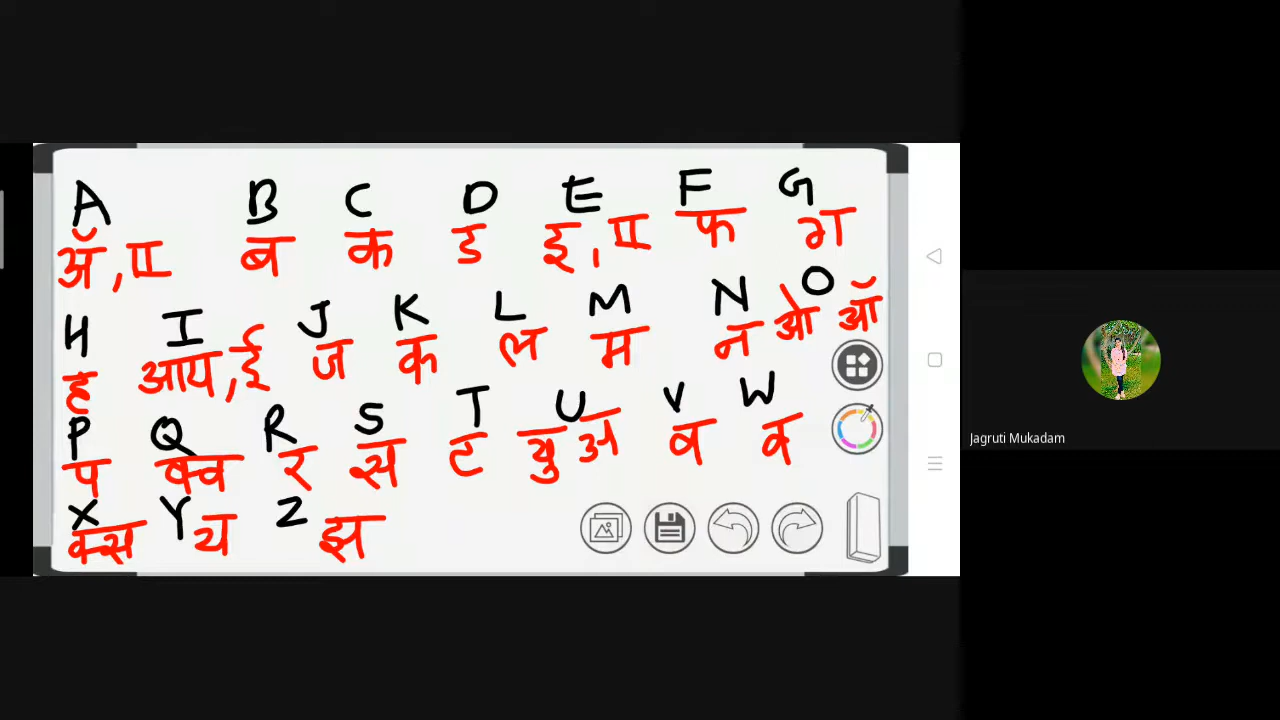 A B C D E F G
अॅ, ए ब क ड इ, ए फ ग
H I J K L M N O
ह आय, ई ज क ल म न ओ ऑ
P Q R S T U V W
प क्व र स ट यु अ व व
X Y Z
क्स य झ
Jagruti Mukadam